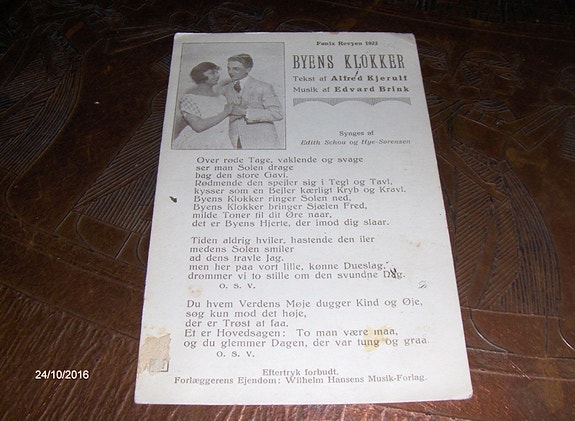 Fønix Revyen 1922
BYENS KLOKKER
Tekst af Alfred Kjerulf
Musik af Edvard Brink
Synges af
Edith Schou og Hye-Sørensen
Over røde Tage, vaklende og svage
ser man Solen drage
bag den store Gavl.
Rødmende den spejler sig i Tegl og Tavl,
kysser som en Bejler kærligt Kryb og Kravl.
Byens Klokker ringer Solen ned,
Byens Klokker bringer Sjælen Fred,
milde Toner til dit Øre naar,
det er Byens Hjerte, der imod dig slaar.
Tiden aldrig hviler, hastende den iler
medens Solen smiler
ad dens travle Jag.
men her paa vort lille, kønne Dueslag,
drømmer vi to stille om den svundne Dag.
o. s. v.
Du hvem Verdens Møje dugger Kind og Øje,
søg kun mod det høje,
der er Trøst at faa.
Et er Hovedsagen: To man være maa,
og du glemmer Dagen, der var tung og graa.
o. s. v.
Eftertryk forbudt.
Forlæggerens Ejendom: Wilhelm Hansens Musik-Forlag.
24/10/2016